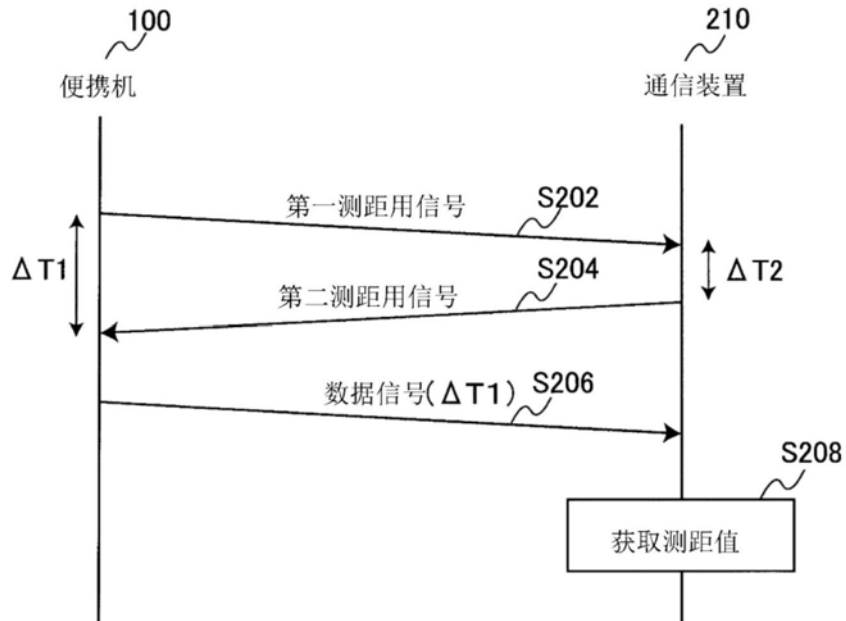 100
210
便携机
通信装置
第一测距用信号
S202
ΔT1
ΔT2
第二测距用信号
S204
数据信号(ΔT1)
S206
S208
获取测距值